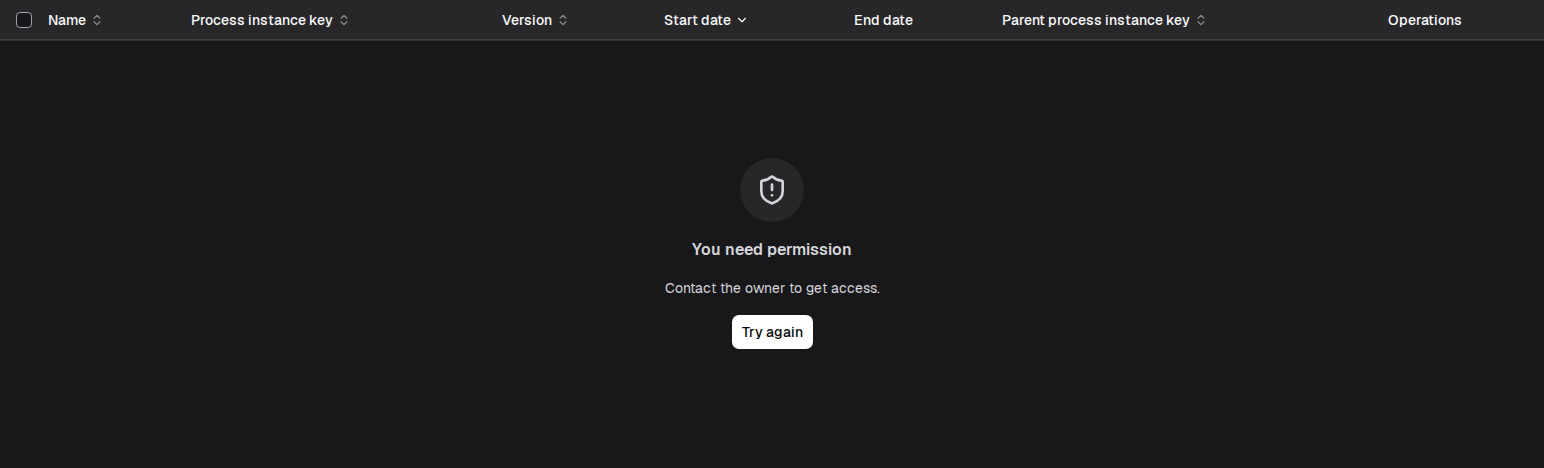 Name Process instance key Version Start date End date Parent process instance key Operations
You need permission
Contact the owner to get access.
Try again